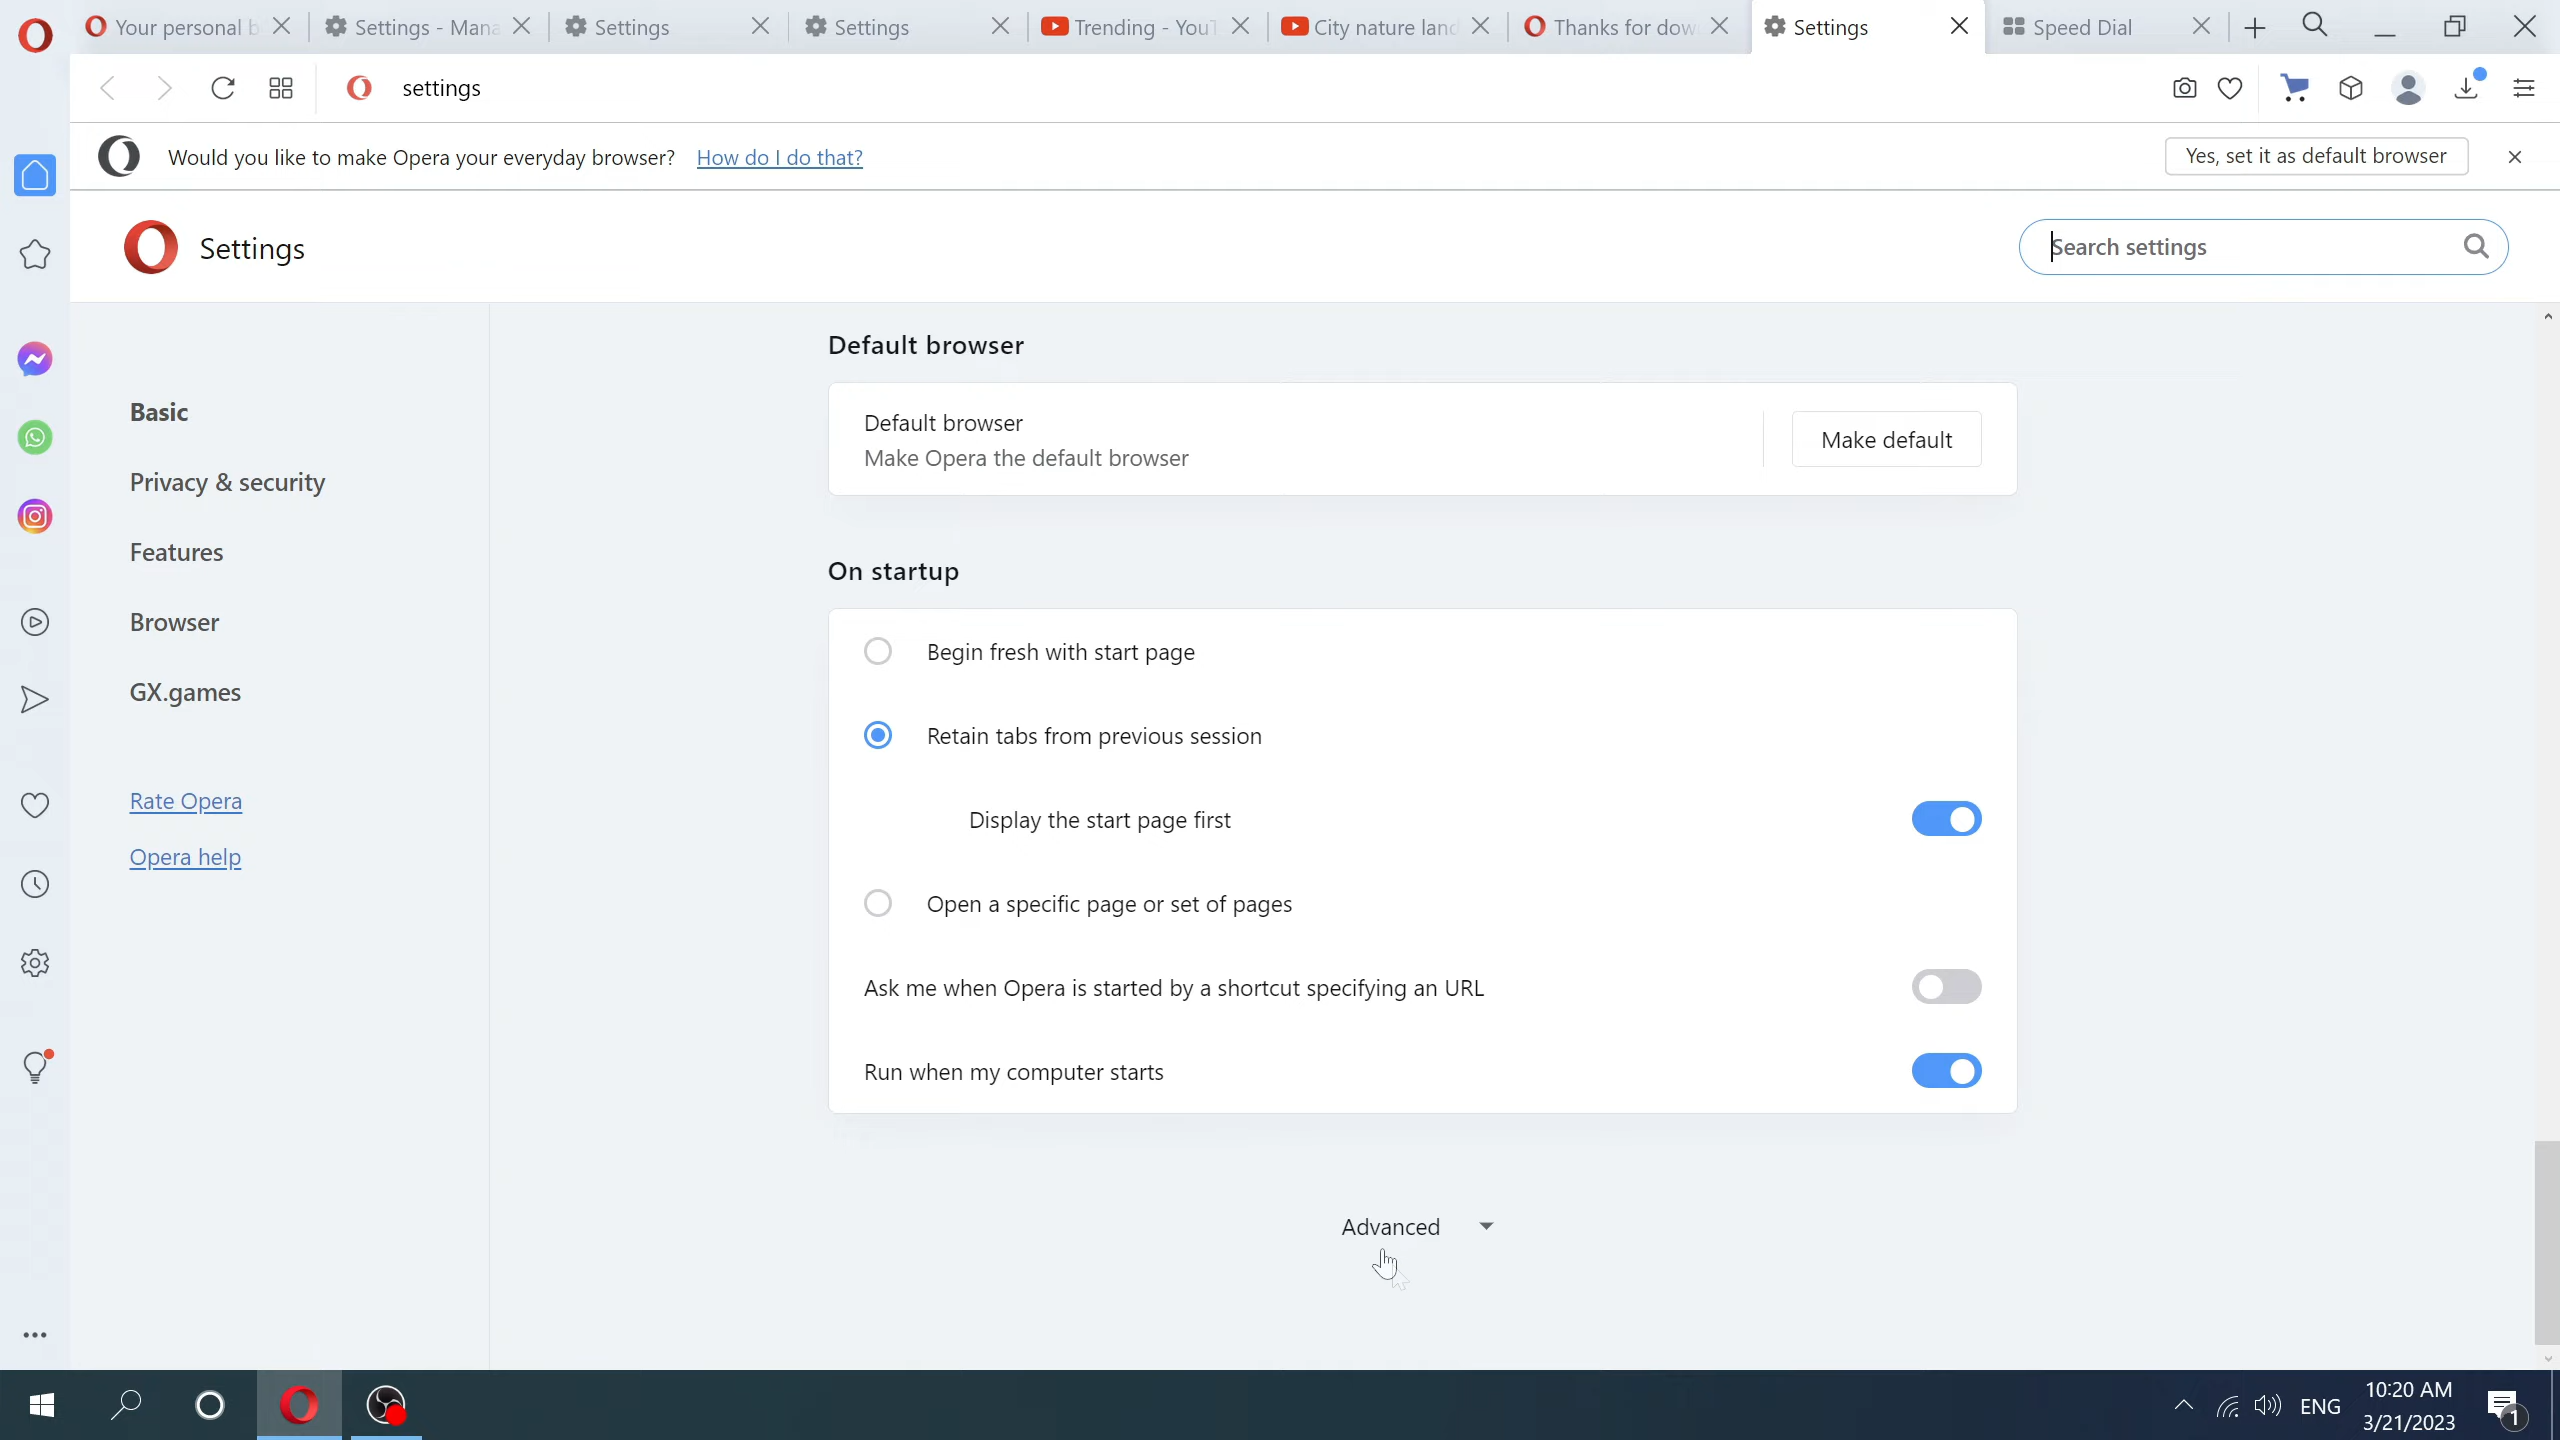 Your personal b
Settings - Mana
Settings
Settings
Trending - YouT
City nature land
Thanks for dow
Settings
Speed Dial
settings
Would you like to make Opera your everyday browser? How do I do that?
Yes, set it as default browser
Settings
Search settings
Basic
Privacy & security
Features
Browser
GX.games
Rate Opera
Opera help
Default browser
Default browser
Make Opera the default browser
Make default
On startup
Begin fresh with start page
Retain tabs from previous session
Display the start page first
Open a specific page or set of pages
Ask me when Opera is started by a shortcut specifying an URL
Run when my computer starts
Advanced
ENG
10:20 AM
3/21/2023
1